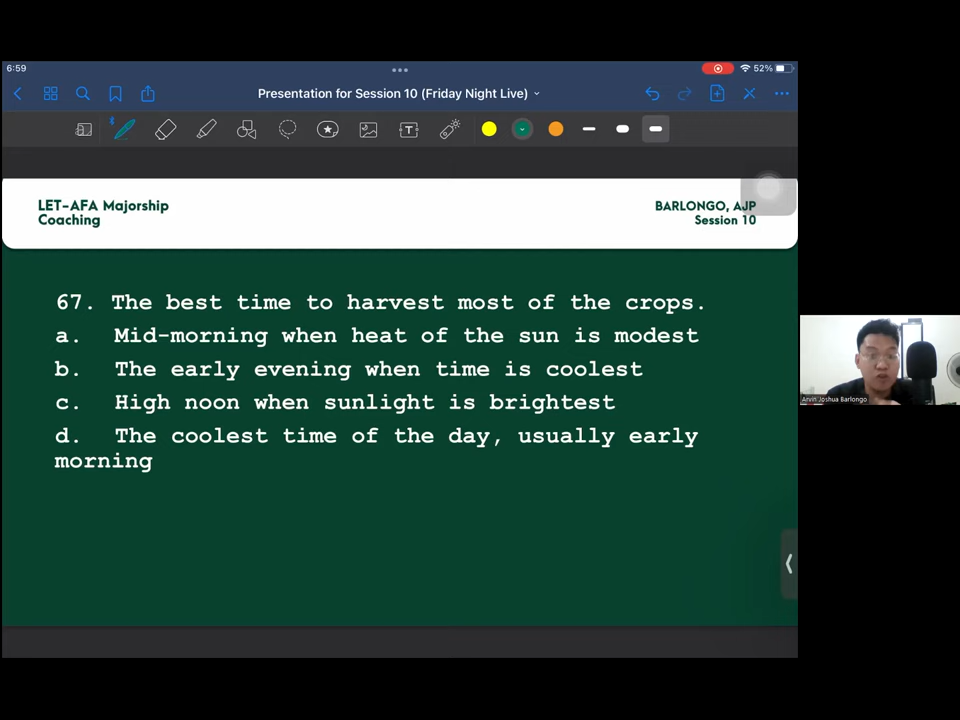 6:59
52%
Presentation for Session 10 (Friday Night Live)
T
LET-AFA Majorship
Coaching
BARLONGO, AJP
Session 10
67. The best time to harvest most of the crops.
a. Mid-morning when heat of the sun is modest
b. The early evening when time is coolest
c. High noon when sunlight is brightest
d. The coolest time of the day, usually early
morning
Arvin Joshua Barlongo